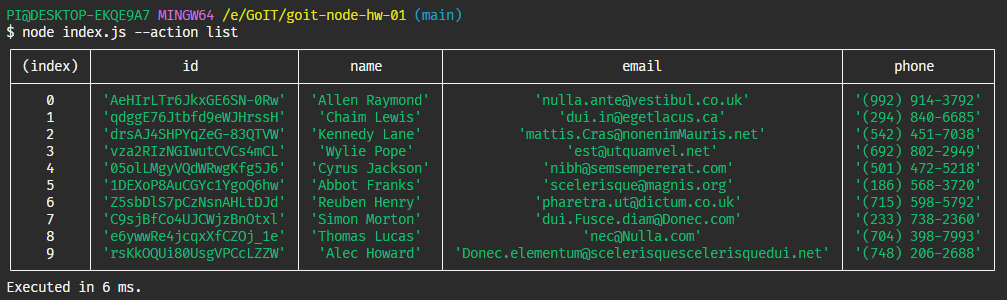 PI@DESKTOP-EKQE9A7 MINGW64 /e/GoIT/goit-node-hw-01 (main)
$ node index.js --action list
(index) id name email phone
0 'AeHIrLTr6JkxGE6SN-0Rw' 'Allen Raymond' 'nulla.ante@vestibul.co.uk' '(992) 914-3792'
1 'qdggE76Jtbfd9eWJHrssH' 'Chaim Lewis' 'dui.in@egetlacus.ca' '(294) 840-6685'
2 'drsAJ4SHPYqZeG-83QTVW' 'Kennedy Lane' 'mattis.Cras@nonenimMauris.net' '(542) 451-7038'
3 'vza2RIzNGIwutCVCs4mCL' 'Wylie Pope' 'est@utquamvel.net' '(692) 802-2949'
4 '05olLMgyVQdWRwgKfg5J6' 'Cyrus Jackson' 'nibh@semsempererat.com' '(501) 472-5218'
5 '1DEXoP8AuCGYc1YgoQ6hw' 'Abbot Franks' 'scelerisque@magnis.org' '(186) 568-3720'
6 'Z5sbDlS7pCzNsnAHLtDJd' 'Reuben Henry' 'pharetra.ut@dictum.co.uk' '(715) 598-5792'
7 'C9sjBfCo4UJCWjzBnOtxl' 'Simon Morton' 'dui.Fusce.diam@Donec.com' '(233) 738-2360'
8 'e6ywwRe4jcqxXfCZOj_1e' 'Thomas Lucas' 'nec@Nulla.com' '(704) 398-7993'
9 'rsKkOQUi80UsgVPCcLZZW' 'Alec Howard' 'Donec.elementum@scelerisquescelerisquedui.net' '(748) 206-2688'
Executed in 6 ms.